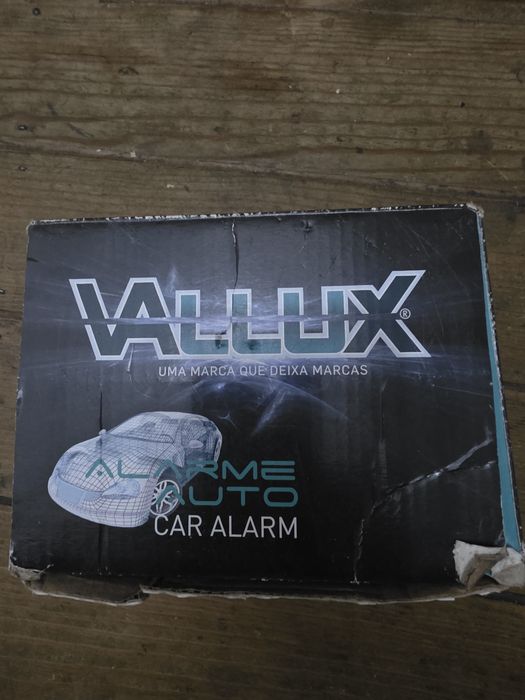 VALLUX®
UMA MARCA QUE DEIXA MARCAS
ALARME
AUTO
CAR ALARM